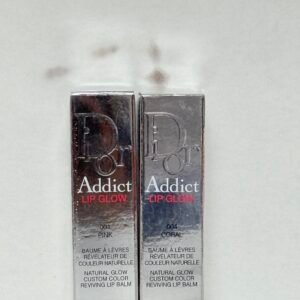 Dior
Addict
LIP GLOW
001
PINK
BAUME À LÈVRES
RÉVÉLATEUR DE
COULEUR NATURELLE
NATURAL GLOW
CUSTOM COLOR
REVIVING LIP BALM
Dior
Addict
LIP GLOW
004
CORAL
BAUME À LÈVRES
RÉVÉLATEUR DE
COULEUR NATURELLE
NATURAL GLOW
CUSTOM COLOR
REVIVING LIP BALM